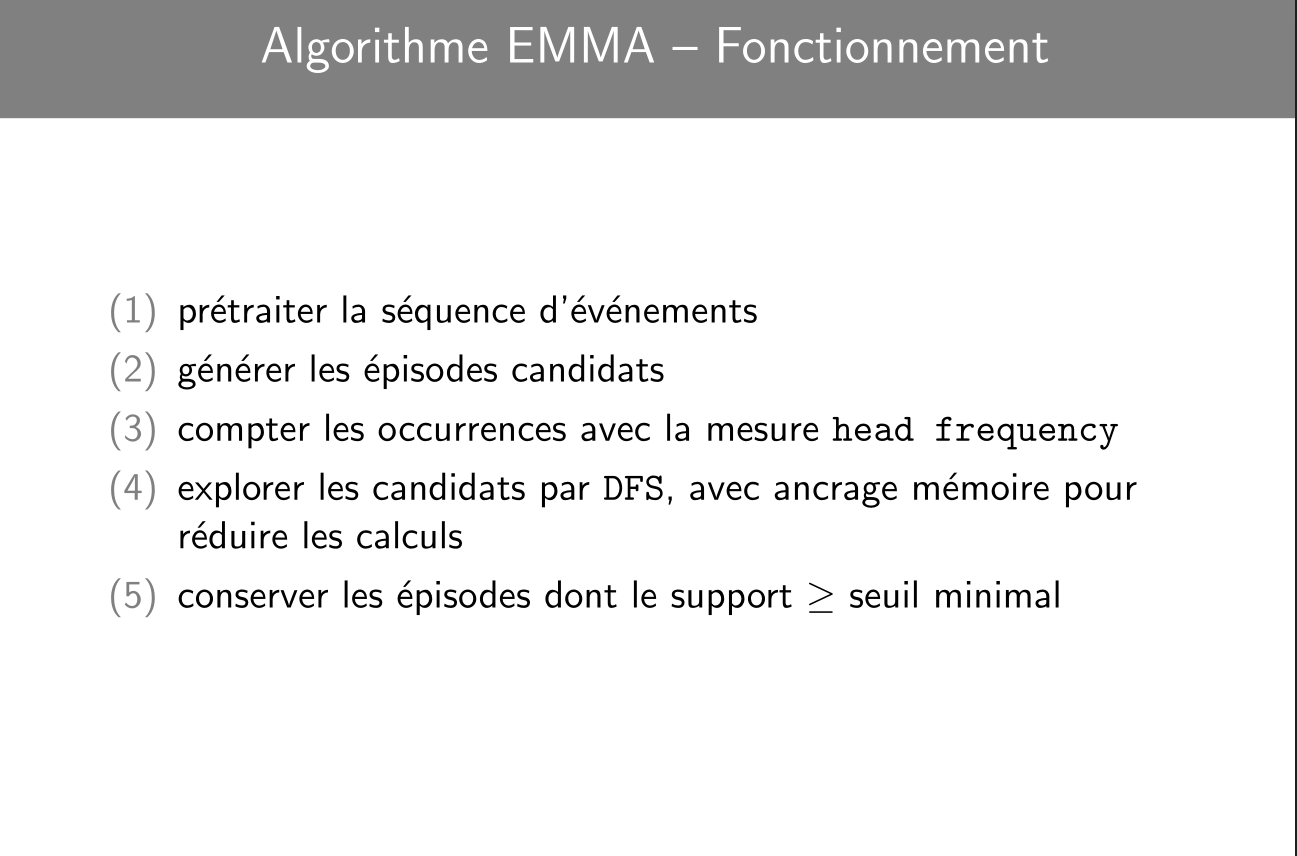 Algorithme EMMA – Fonctionnement
(1) prétraiter la séquence d'événements
(2) générer les épisodes candidats
(3) compter les occurrences avec la mesure head frequency
(4) explorer les candidats par DFS, avec ancrage mémoire pour
réduire les calculs
(5) conserver les épisodes dont le support ≥ seuil minimal